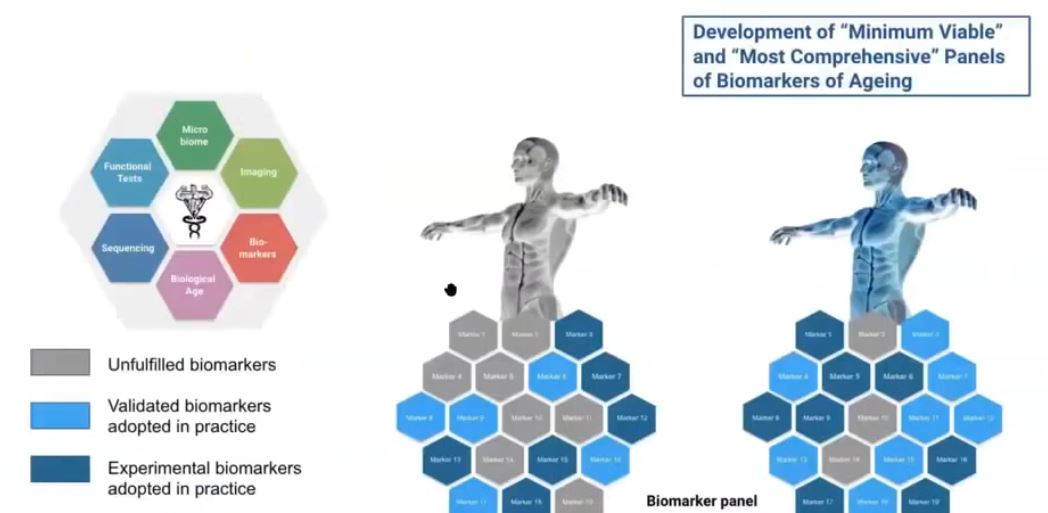 Development of “Minimum Viable”
and “Most Comprehensive” Panels
of Biomarkers of Ageing
Micro
biome
Functional
Tests
Imaging
Sequencing
Bio-
markers
Biological
Age
Unfulfilled biomarkers
Validated biomarkers
adopted in practice
Experimental biomarkers
adopted in practice
Marker 1 Marker 2 Marker 3
Marker 4 Marker 5 Marker 6 Marker 7
Marker 8 Marker 9 Marker 10 Marker 11 Marker 12
Marker 13 Marker 14 Marker 15 Marker 16
Marker 17 Marker 18 Marker 19
Biomarker panel
Marker 1 Marker 2 Marker 3
Marker 4 Marker 5 Marker 6 Marker 7
Marker 8 Marker 9 Marker 10 Marker 11 Marker 12
Marker 13 Marker 14 Marker 15 Marker 16
Marker 17 Marker 18 Marker 19